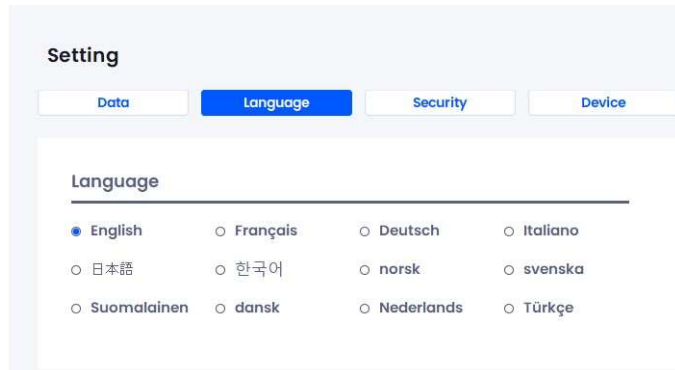 Setting
Data Language Security Device
Language
English Français Deutsch Italiano
日本語 한국어 norsk svenska
Suomalainen dansk Nederlands Türkçe